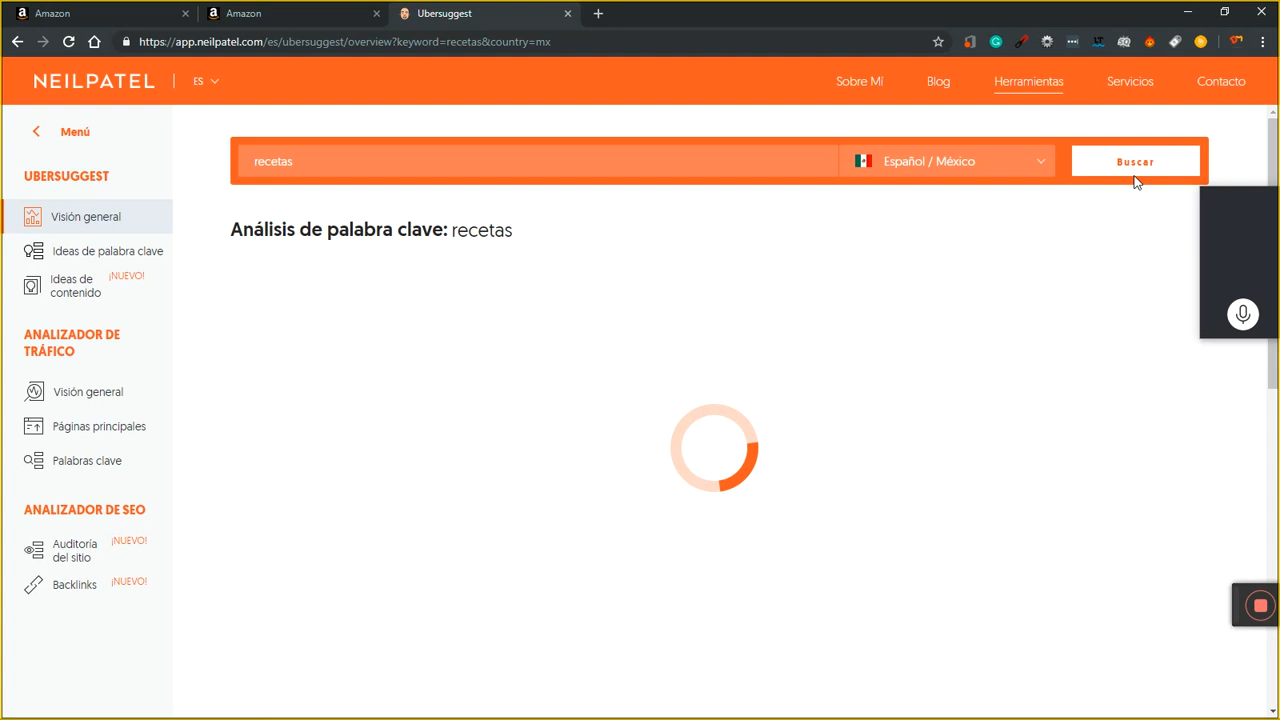 Amazon
Amazon
Ubersuggest
https://app.neilpatel.com/es/ubersuggest/overview?keyword=recetas&country=mx
NEILPATEL
ES
Sobre Mí
Blog
Herramientas
Servicios
Contacto
Menú
UBERSUGGEST
Visión general
Ideas de palabra clave
Ideas de
contenido
¡NUEVO!
ANALIZADOR DE
TRÁFICO
Visión general
Páginas principales
Palabras clave
ANALIZADOR DE SEO
Auditoría
del sitio
¡NUEVO!
Backlinks
¡NUEVO!
recetas
Español / México
Buscar
Análisis de palabra clave: recetas